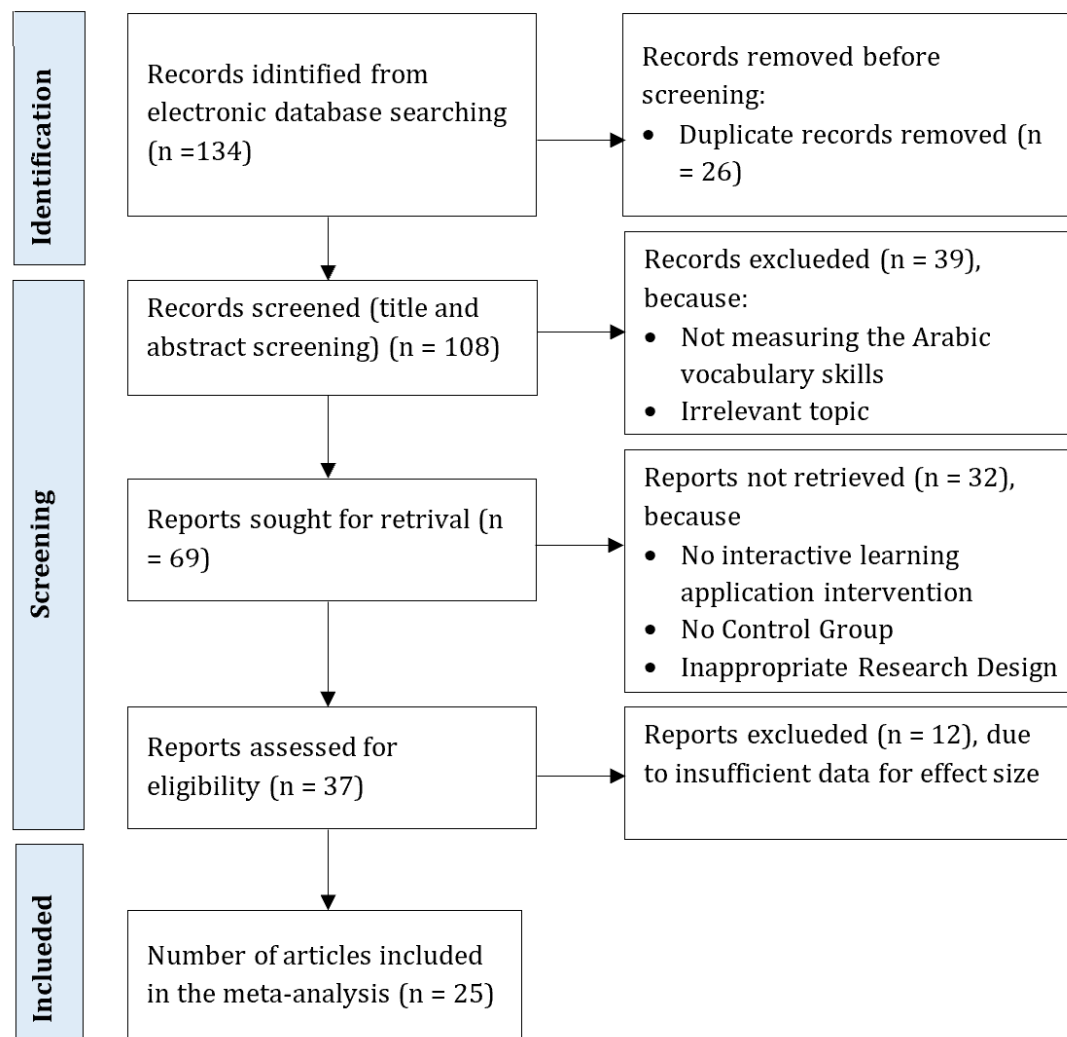 Identification
Records idintified from
electronic database searching
(n =134)
Records removed before
screening:
• Duplicate records removed (n
= 26)
Screening
Records screened (title and
abstract screening) (n = 108)
Records exclueded (n = 39),
because:
• Not measuring the Arabic
vocabulary skills
• Irrelevant topic
Reports sought for retrival (n
= 69)
Reports not retrieved (n = 32),
because
• No interactive learning
application intervention
• No Control Group
• Inappropriate Research Design
Reports assessed for
eligibility (n = 37)
Reports exclueded (n = 12), due
to insufficient data for effect size
Inclueded
Number of articles included
in the meta-analysis (n = 25)